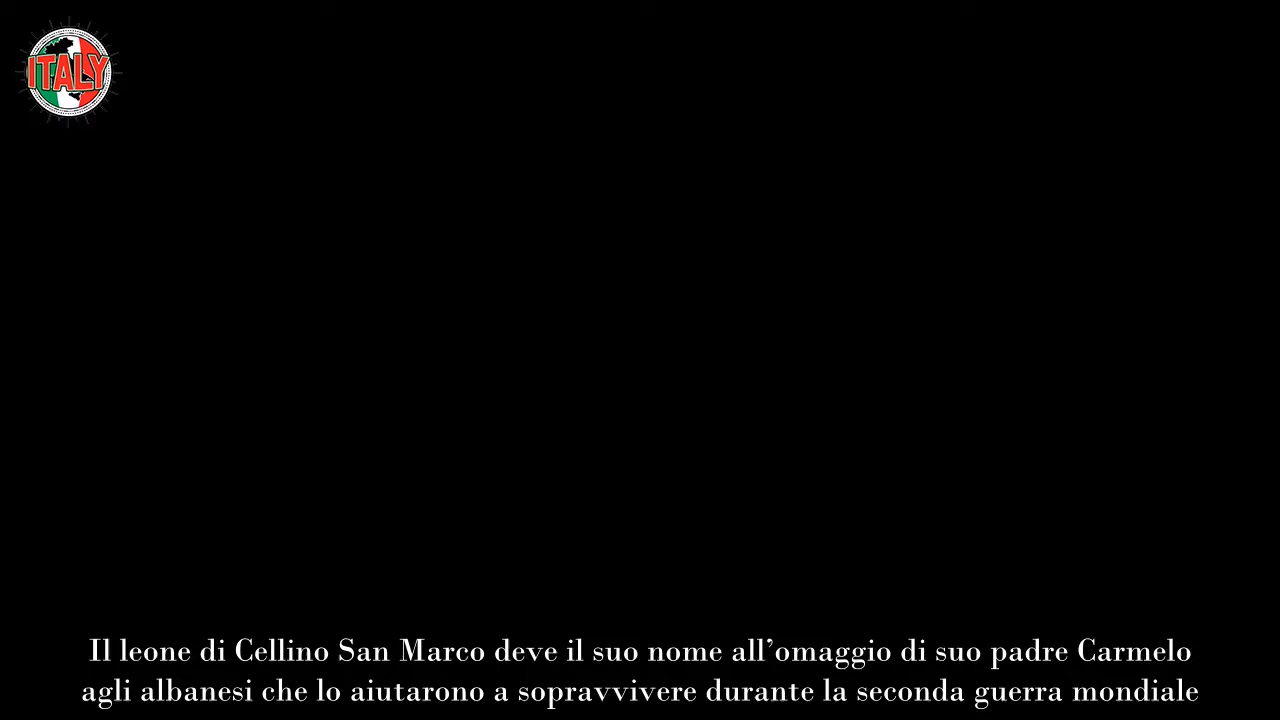 ITALY
Il leone di Cellino San Marco deve il suo nome all’omaggio di suo padre Carmelo
agli albanesi che lo aiutarono a sopravvivere durante la seconda guerra mondiale